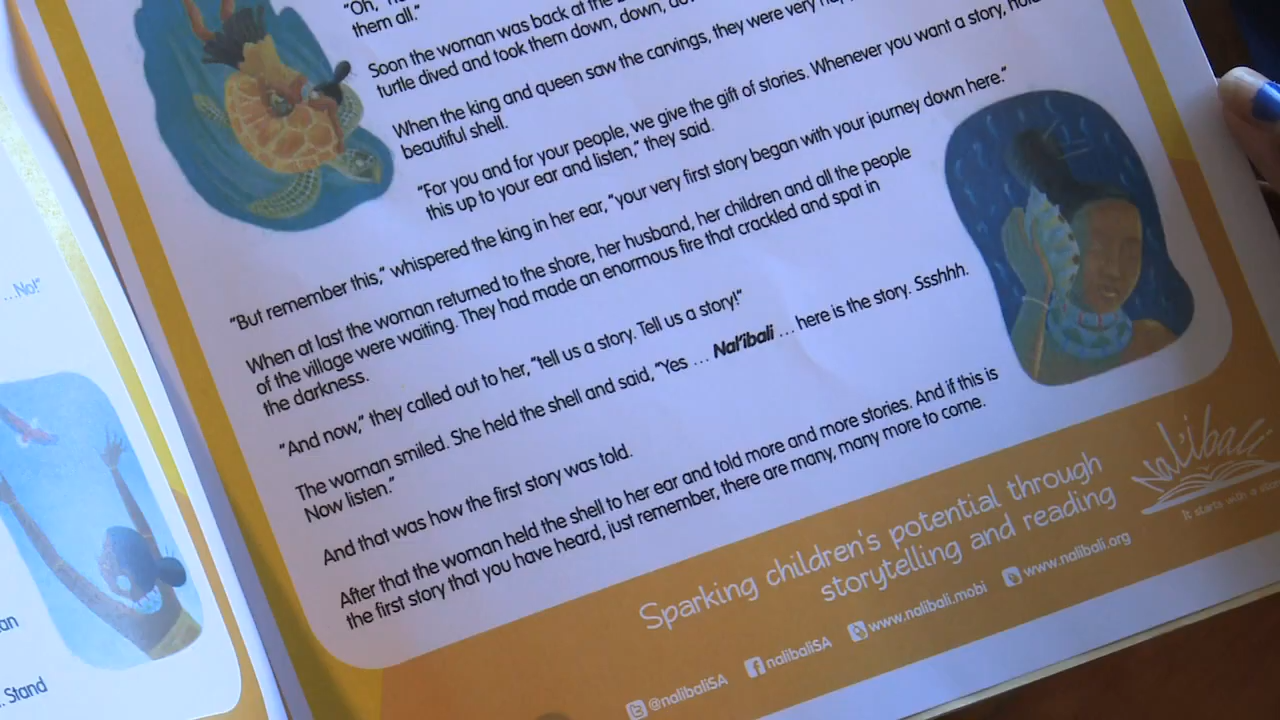 …No!"
an
. Stand
"Oh,
them all."
Soon the woman was back at the
turtle dived and took them down, down,
When the king and queen saw the carvings, they were very
beautiful shell.
"For you and for your people, we give the gift of stories. Whenever you want a story,
this up to your ear and listen," they said.
"But remember this," whispered the king in her ear, "your very first story began with your journey down here."
When at last the woman returned to the shore, her husband, her children and all the people
of the village were waiting. They had made an enormous fire that crackled and spat in
the darkness.
"And now," they called out to her, "tell us a story. Tell us a story!"
The woman smiled. She held the shell and said, "Yes … Nal'ibali … here is the story. Ssshhh.
Now listen."
And that was how the first story was told.
After that the woman held the shell to her ear and told more and more stories. And if this is
the first story that you have heard, just remember, there are many, many more to come.
Sparking children's potential through
storytelling and reading
Nal'ibali
It starts with a
@nalibaliSA nalibaliSA www.nalibali.mobi www.nalibali.org